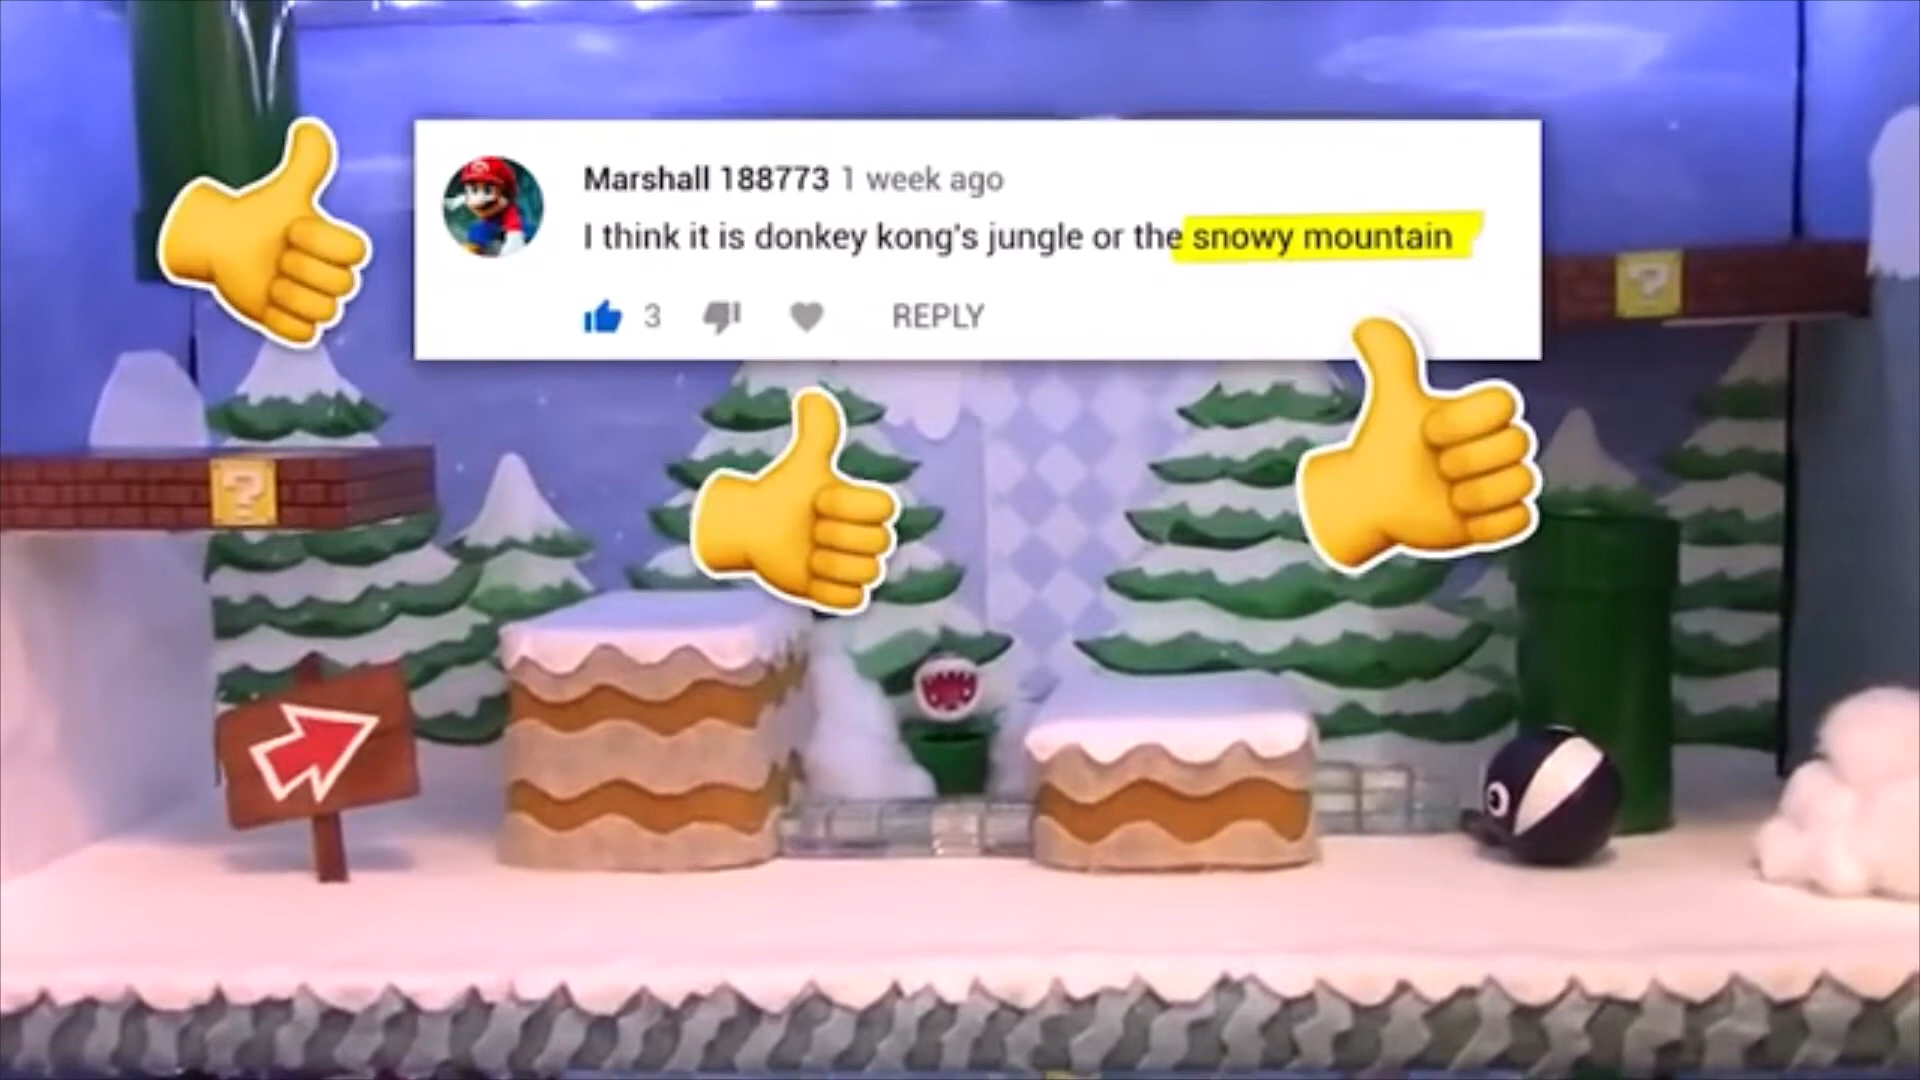 Marshall 188773 1 week ago
I think it is donkey kong's jungle or the snowy mountain
3 REPLY
?
?